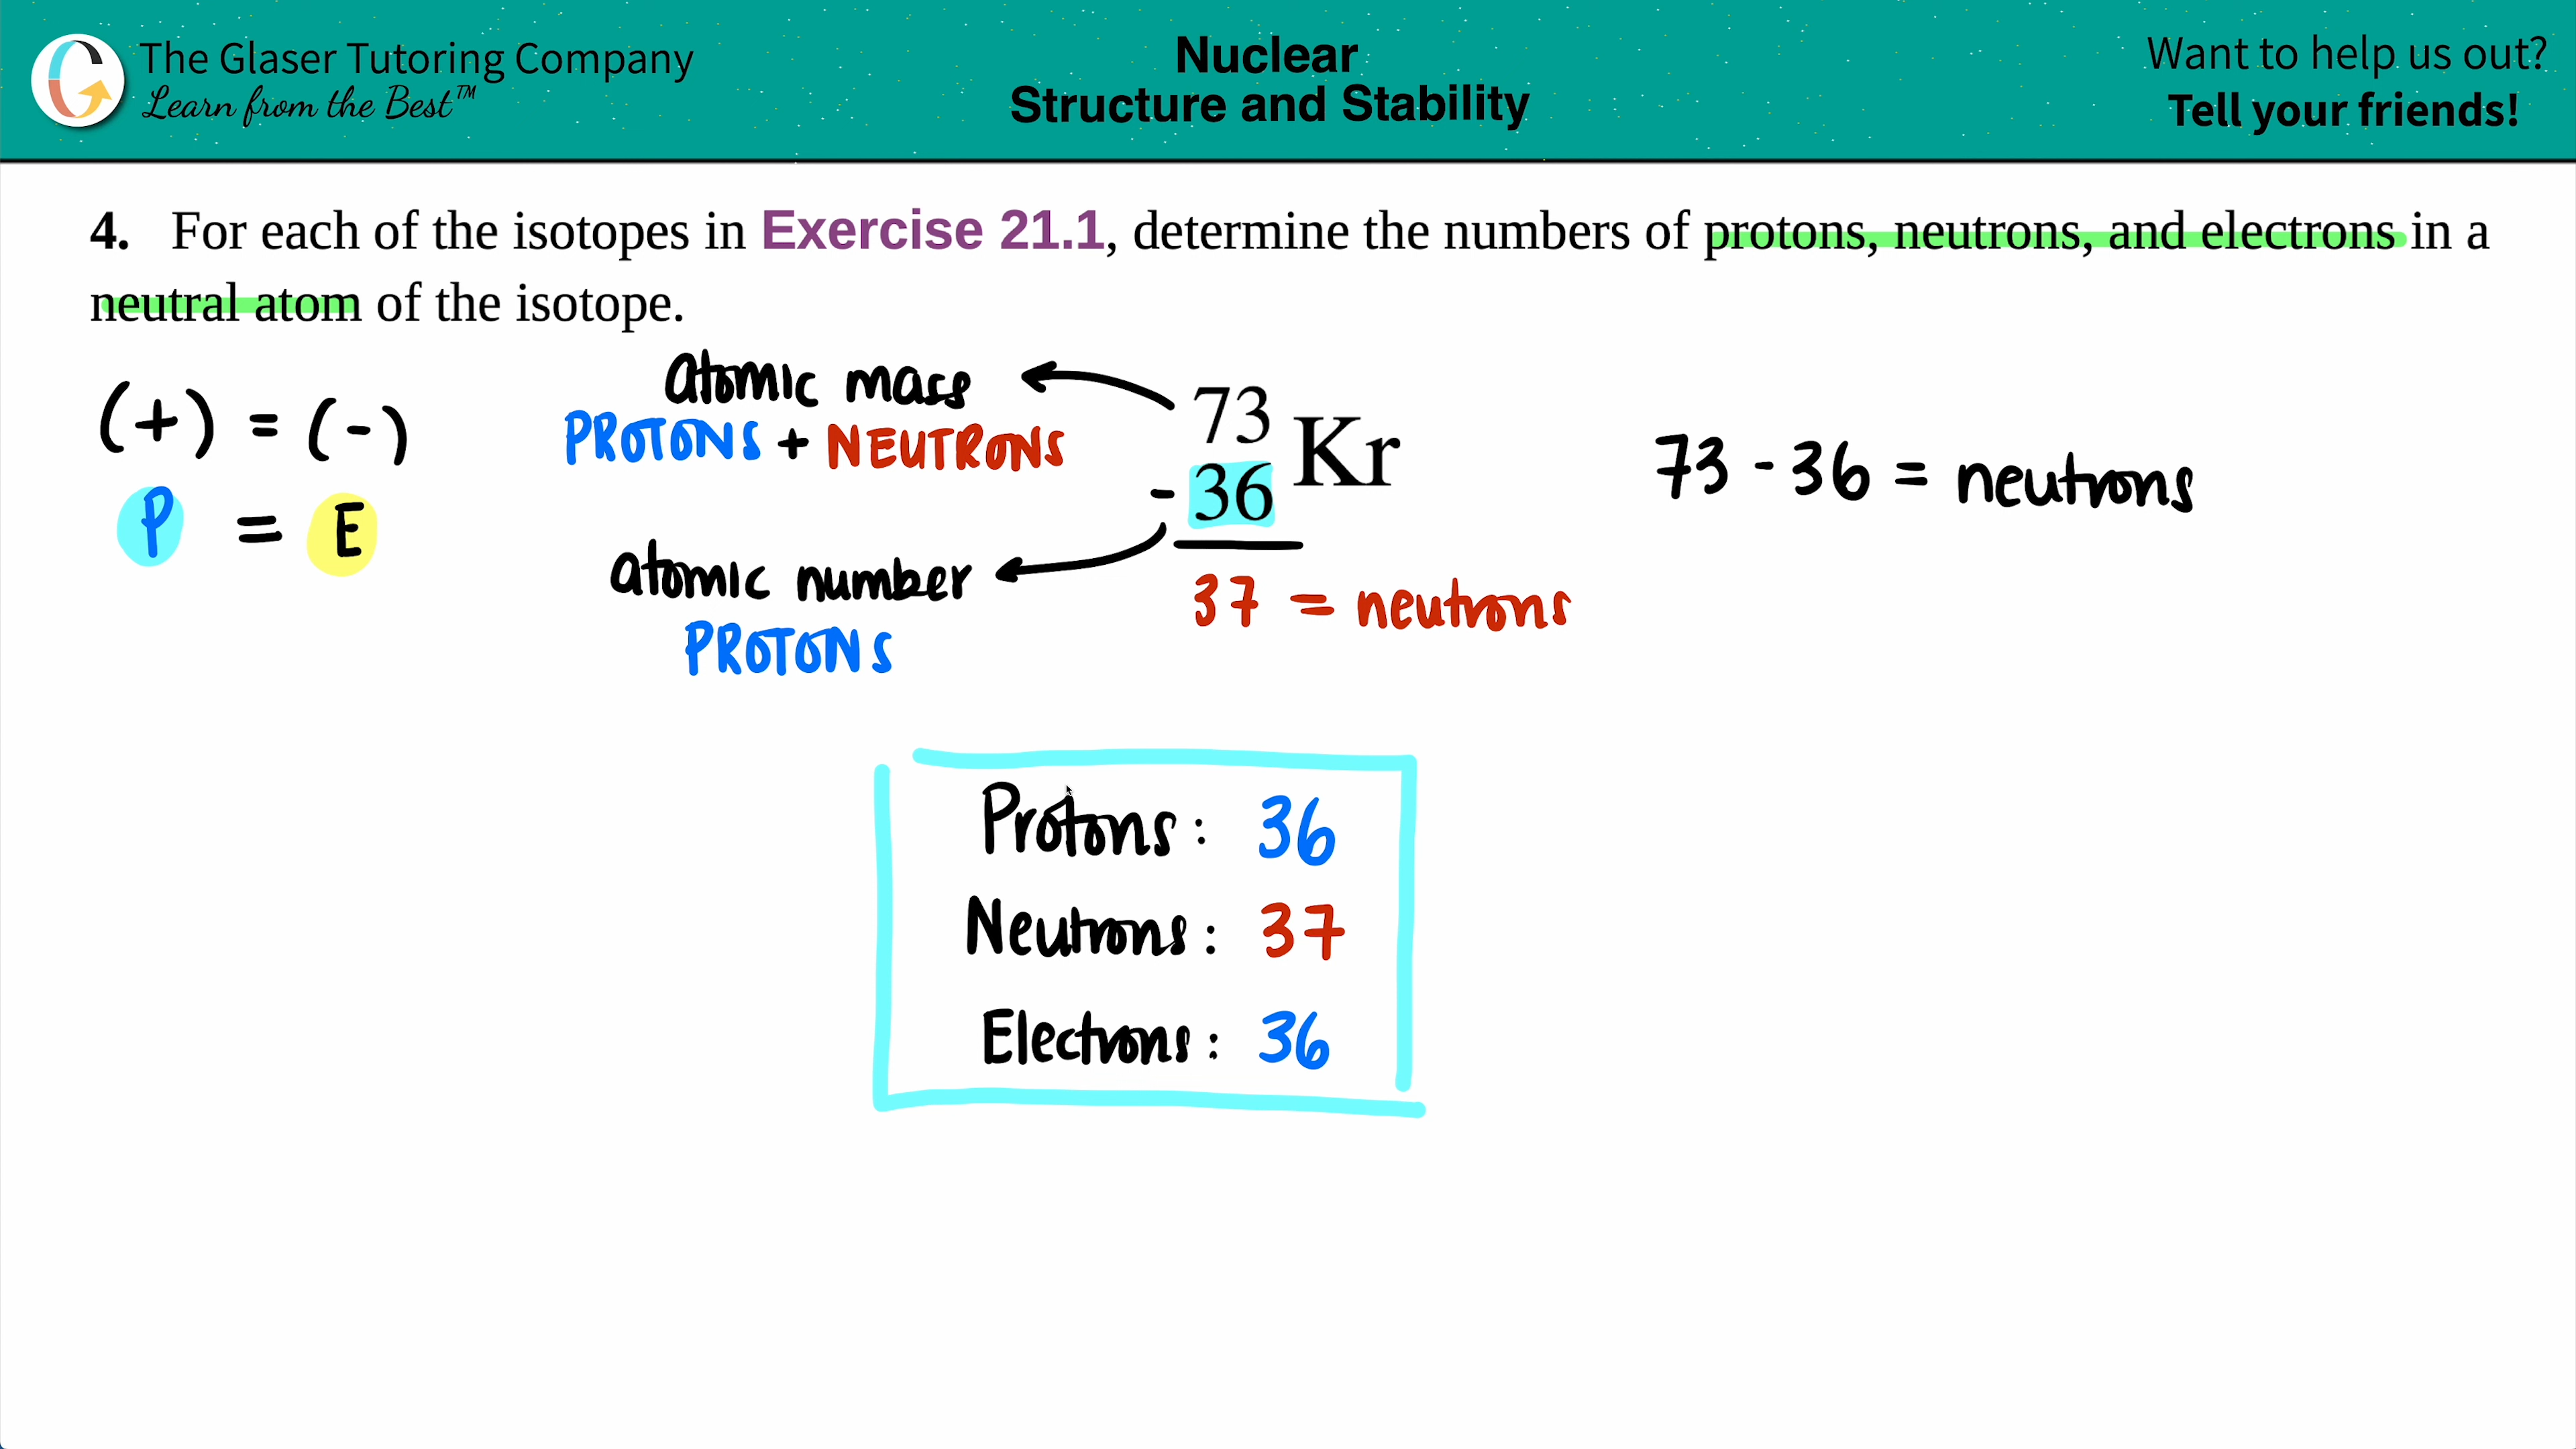 The Glaser Tutoring Company
Learn from the Best™
Nuclear
Structure and Stability
Want to help us out?
Tell your friends!
4. For each of the isotopes in Exercise 21.1, determine the numbers of protons, neutrons, and electrons in a
neutral atom of the isotope.
(+) = (-)
P = E
atomic mass
PROTONS + NEUTRONS
atomic number
PROTONS
73
- 36 Kr
37 = neutrons
73 - 36 = neutrons
Protons: 36
Neutrons: 37
Electrons: 36